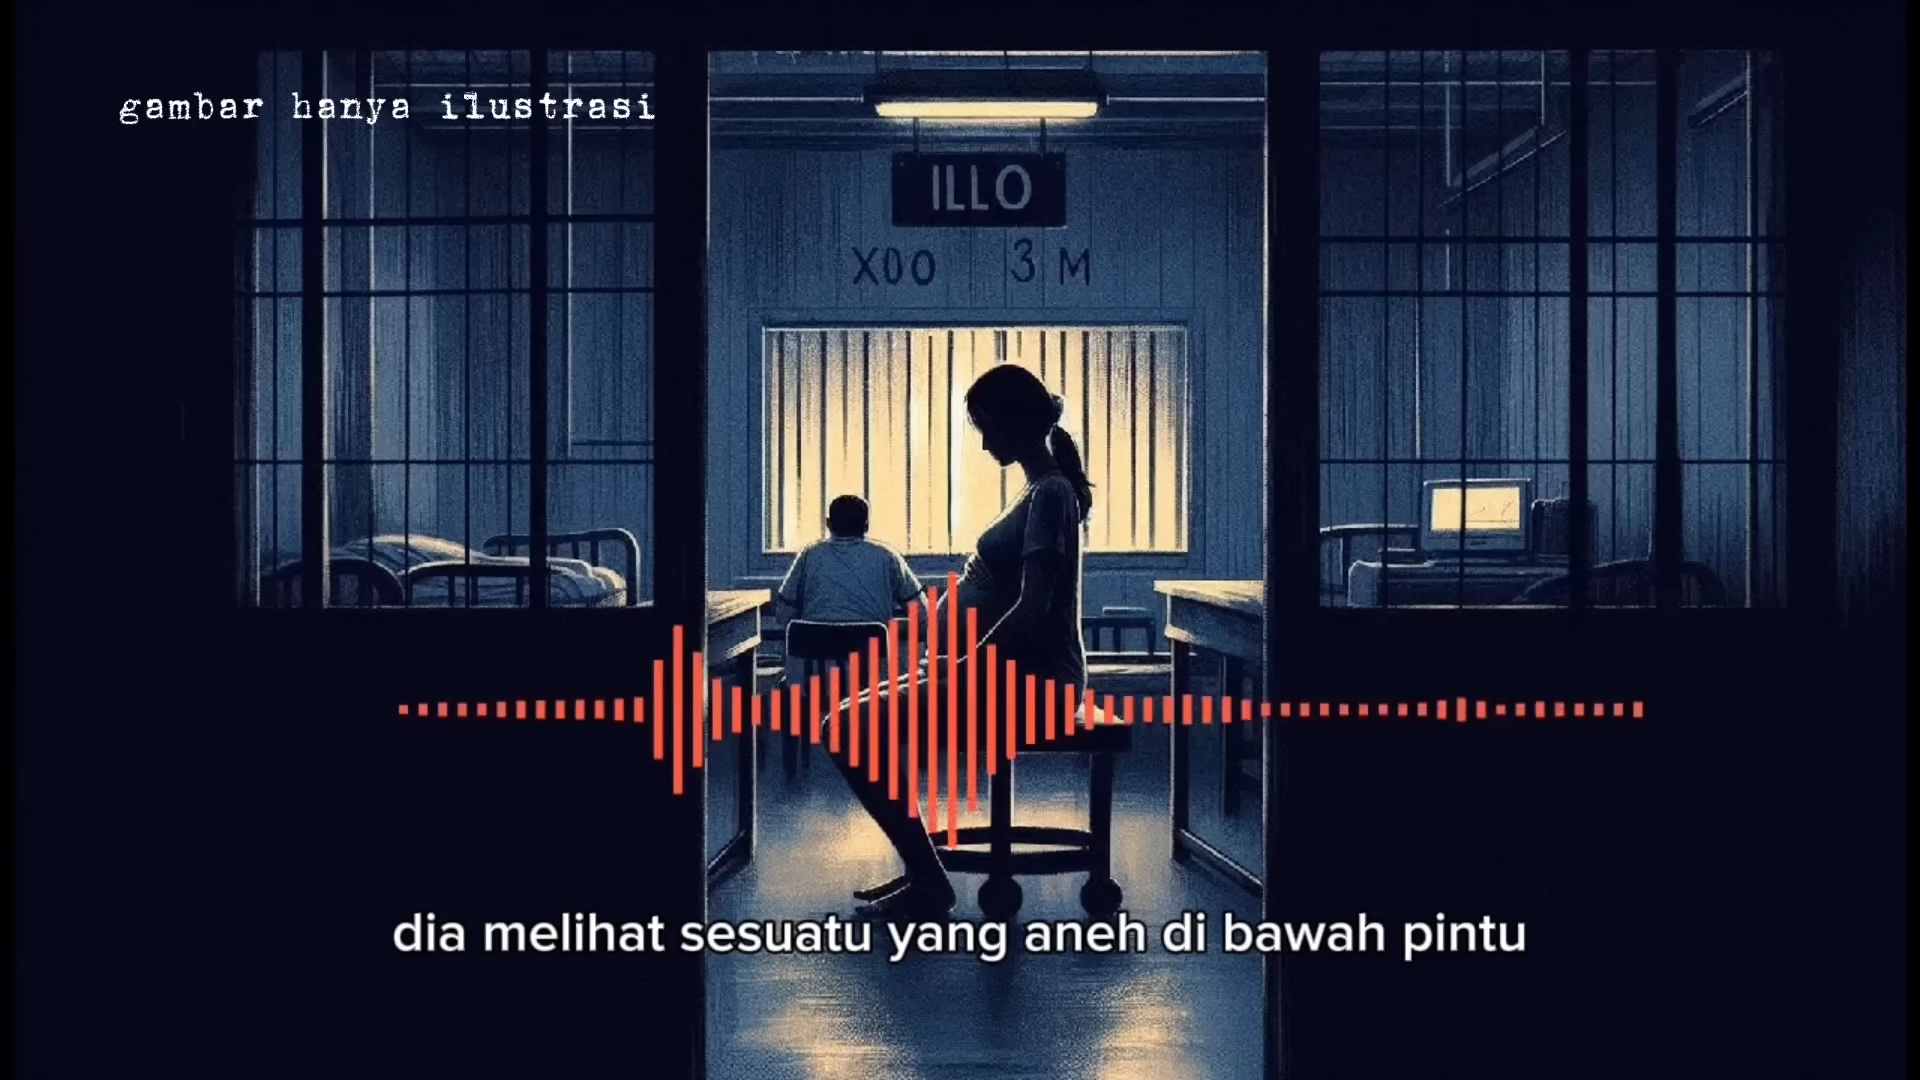 gambar hanya ilustrasi
ILLO
X00 3 M
dia melihat sesuatu yang aneh di bawah pintu